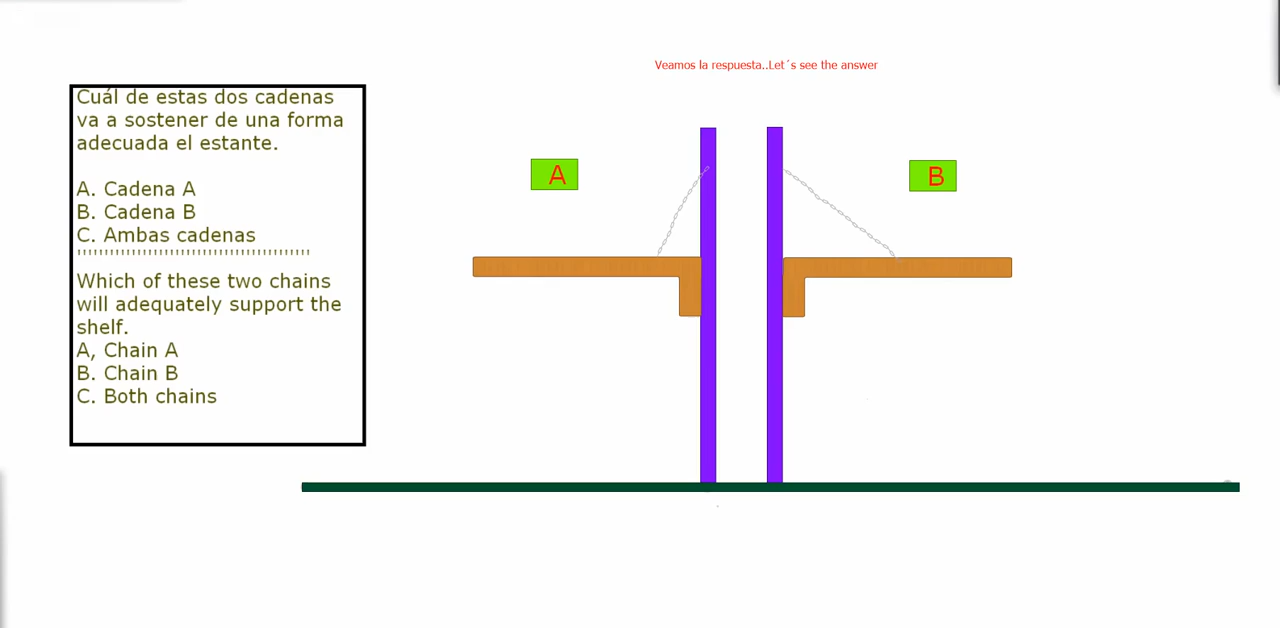 Veamos la respuesta..Let´s see the answer
Cuál de estas dos cadenas
va a sostener de una forma
adecuada el estante.
A. Cadena A
B. Cadena B
C. Ambas cadenas
''''''''''''''''''''''''''''''''''''''''''''
Which of these two chains
will adequately support the
shelf.
A, Chain A
B. Chain B
C. Both chains
A
B